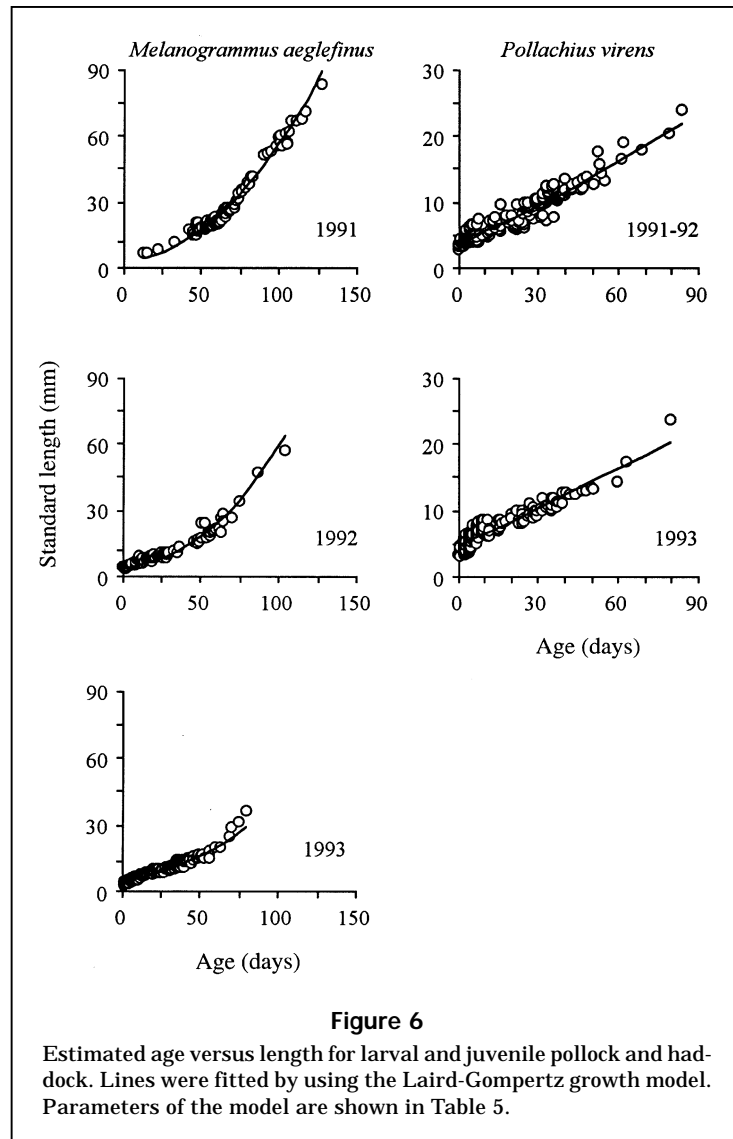 Melanogrammus aeglefinus
Pollachius virens
90
60
30
0
0 50 100 150
1991
30
20
10
0
0 30 60 90
1991-92
90
60
30
0
0 50 100 150
1992
30
20
10
0
0 30 60 90
1993
Age (days)
Standard length (mm)
90
60
30
0
0 50 100 150
1993
Age (days)
Figure 6
Estimated age versus length for larval and juvenile pollock and had-
dock. Lines were fitted by using the Laird-Gompertz growth model.
Parameters of the model are shown in Table 5.